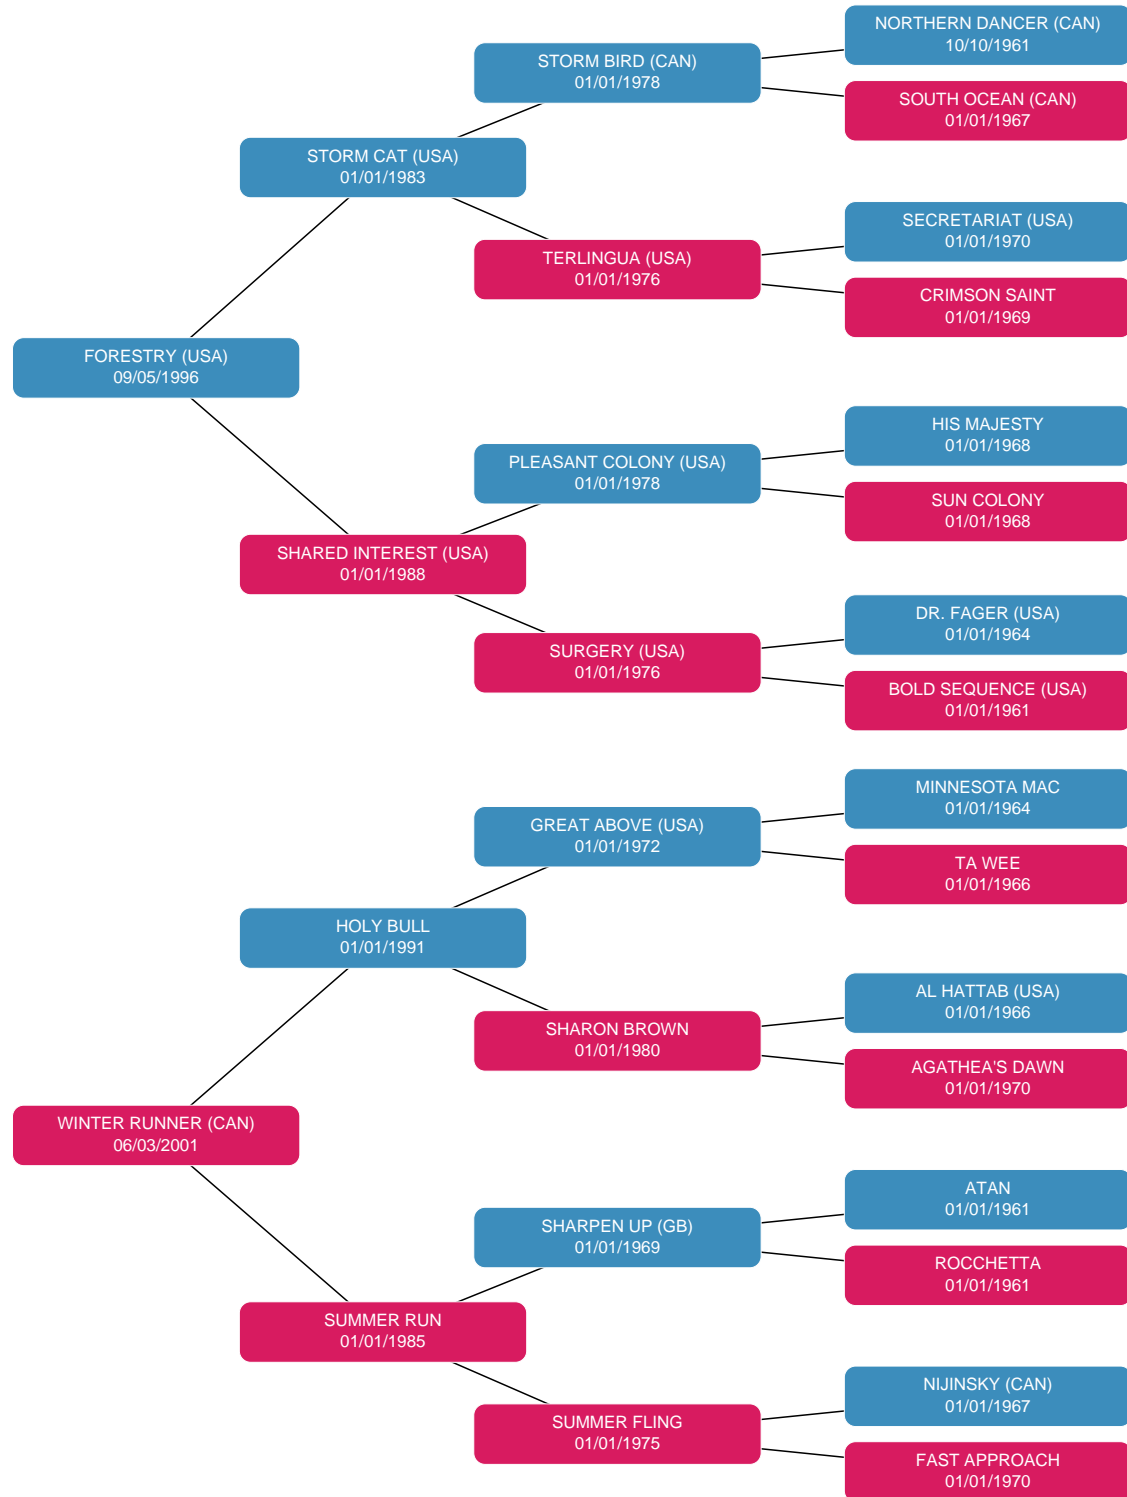 NORTHERN DANCER (CAN)
10/10/1961
STORM BIRD (CAN)
01/01/1978
SOUTH OCEAN (CAN)
01/01/1967
STORM CAT (USA)
01/01/1983
SECRETARIAT (USA)
01/01/1970
TERLINGUA (USA)
01/01/1976
CRIMSON SAINT
01/01/1969
FORESTRY (USA)
09/05/1996
HIS MAJESTY
01/01/1968
PLEASANT COLONY (USA)
01/01/1978
SUN COLONY
01/01/1968
SHARED INTEREST (USA)
01/01/1988
DR. FAGER (USA)
01/01/1964
SURGERY (USA)
01/01/1976
BOLD SEQUENCE (USA)
01/01/1961
MINNESOTA MAC
01/01/1964
GREAT ABOVE (USA)
01/01/1972
TA WEE
01/01/1966
HOLY BULL
01/01/1991
AL HATTAB (USA)
01/01/1966
SHARON BROWN
01/01/1980
AGATHEA'S DAWN
01/01/1970
WINTER RUNNER (CAN)
06/03/2001
ATAN
01/01/1961
SHARPEN UP (GB)
01/01/1969
ROCCHETTA
01/01/1961
SUMMER RUN
01/01/1985
NIJINSKY (CAN)
01/01/1967
SUMMER FLING
01/01/1975
FAST APPROACH
01/01/1970